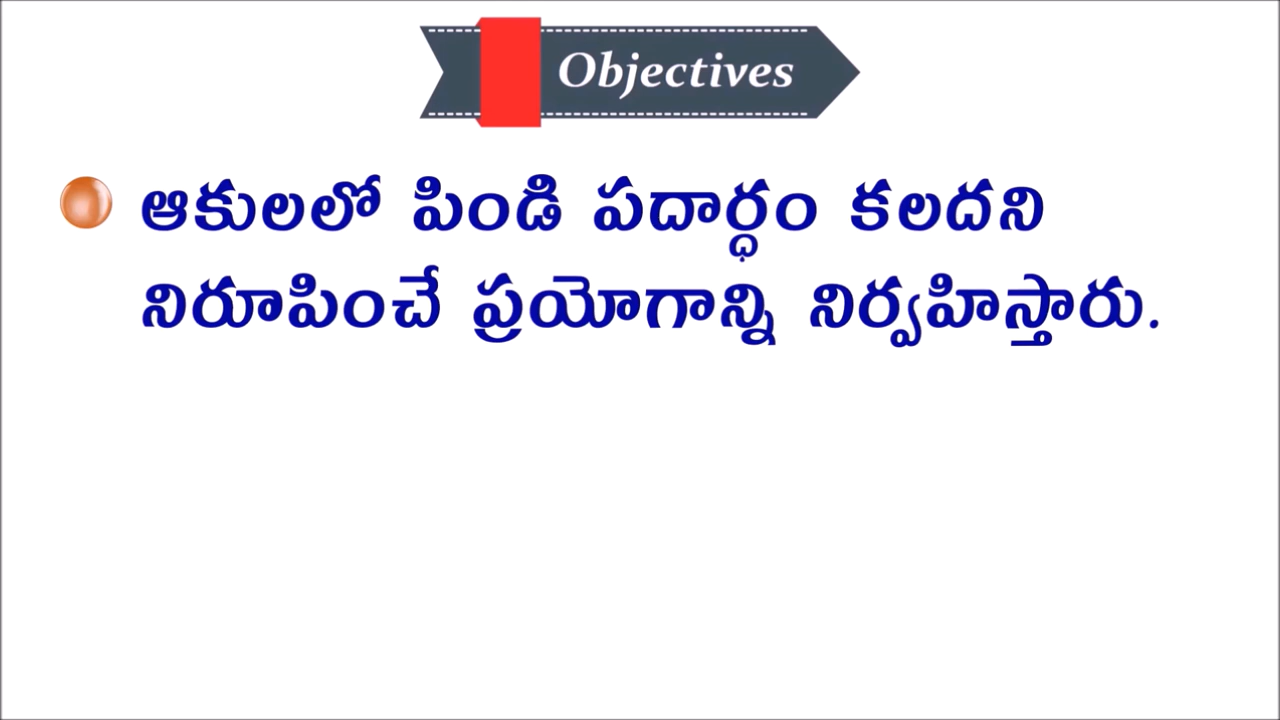 Objectives
ఆకులలో పిండి పదార్ధం కలదని
నిరూపించే ప్రయోగాన్ని నిర్వహిస్తారు.